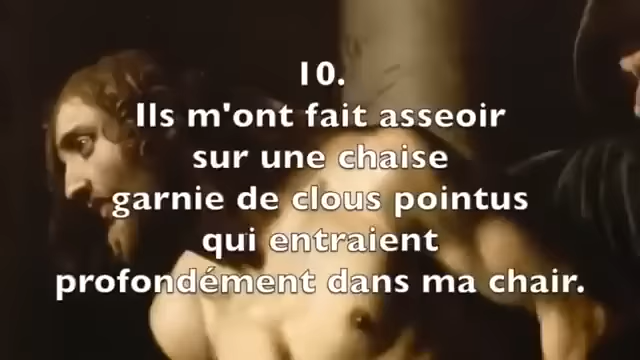 10.
Ils m'ont fait asseoir
sur une chaise
garnie de clous pointus
qui entraient
profondément dans ma chair.